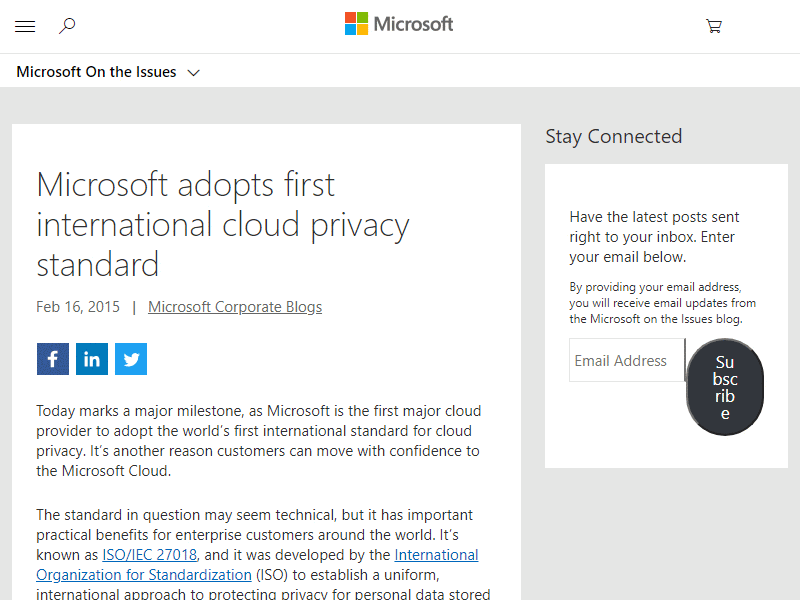 Microsoft
Microsoft On the Issues
Microsoft adopts first
international cloud privacy
standard
Feb 16, 2015 | Microsoft Corporate Blogs
Today marks a major milestone, as Microsoft is the first major cloud
provider to adopt the world's first international standard for cloud
privacy. It's another reason customers can move with confidence to
the Microsoft Cloud.
The standard in question may seem technical, but it has important
practical benefits for enterprise customers around the world. It's
known as ISO/IEC 27018, and it was developed by the International
Organization for Standardization (ISO) to establish a uniform,
international approach to protecting privacy for personal data stored
Stay Connected
Have the latest posts sent
right to your inbox. Enter
your email below.
By providing your email address,
you will receive email updates from
the Microsoft on the Issues blog.
Email Address
Su
bsc
rib
e